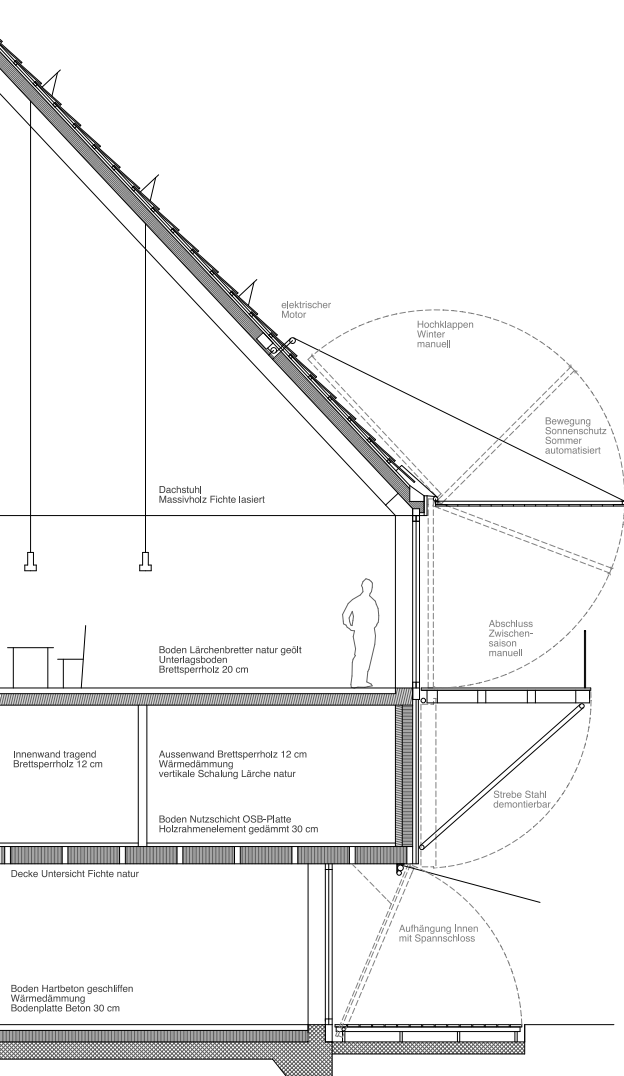 elektrischer
Motor
Hochklappen
Winter
manuell
Bewegung
Sonnenschutz
Sommer
automatisiert
Dachstuhl
Massivholz Fichte lasiert
Abschluss
Zwischen-
saison
manuell
Boden Lärchenbretter natur geölt
Unterlagsboden
Brettsperrholz 20 cm
Innenwand tragend
Brettsperrholz 12 cm
Aussenwand Brettsperrholz 12 cm
Wärmedämmung
vertikale Schalung Lärche natur
Strebe Stahl
demontierbar
Boden Nutzschicht OSB-Platte
Holzrahmenelement gedämmt 30 cm
Decke Untersicht Fichte natur
Aufhängung Innen
mit Spannschloss
Boden Hartbeton geschliffen
Wärmedämmung
Bodenplatte Beton 30 cm